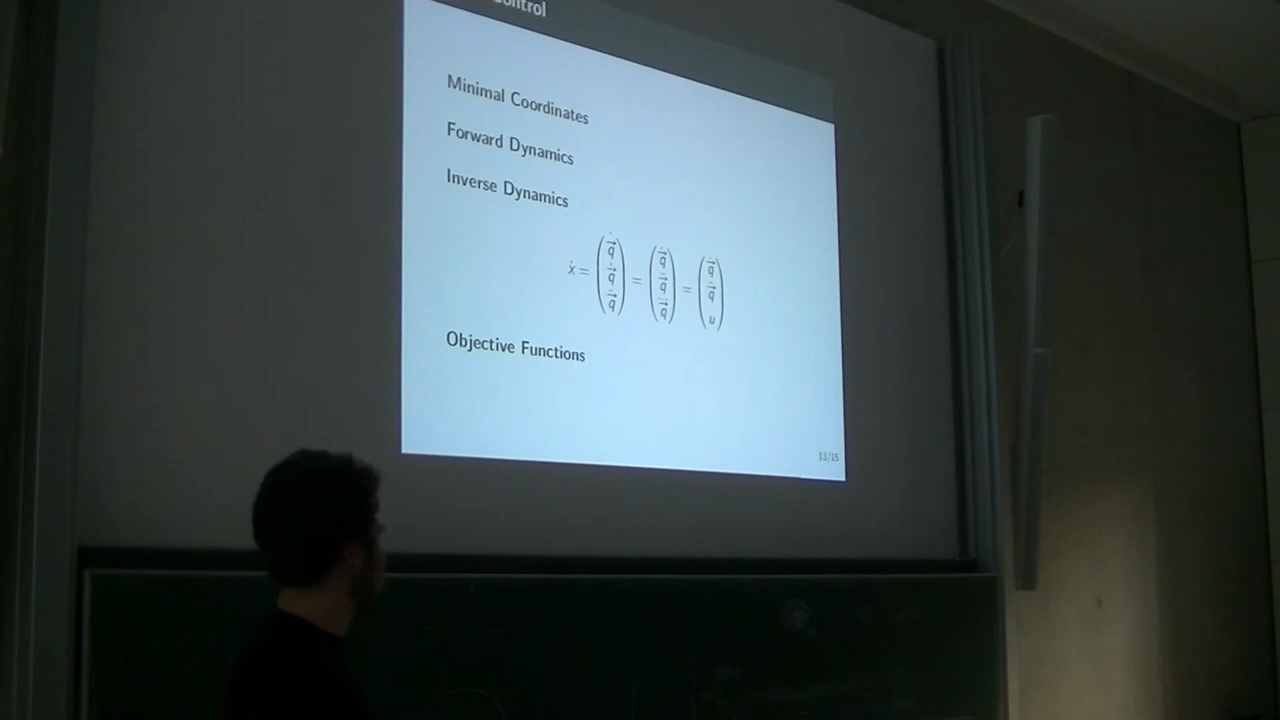 Control
Minimal Coordinates
Forward Dynamics
Inverse Dynamics
Objective Functions
13/15